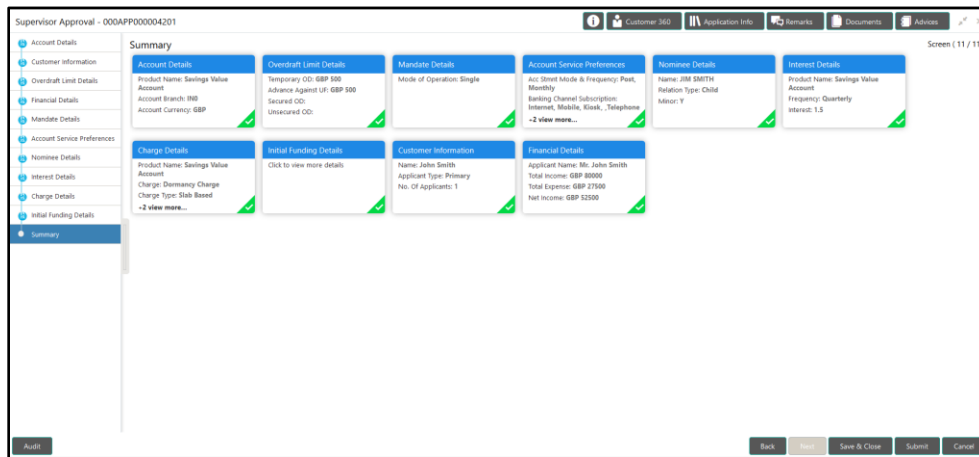 Supervisor Approval - 000APP000004201
Customer 360
Application Info
Remarks
Documents
Advices
Account Details
Customer Information
Overdraft Limit Details
Financial Details
Mandate Details
Account Service Preferences
Nominee Details
Interest Details
Charge Details
Initial Funding Details
Summary
Summary
Screen ( 11 / 11
Account Details
Product Name: Savings Value
Account
Account Branch: IN0
Account Currency: GBP
Overdraft Limit Details
Temporary OD: GBP 500
Advance Against UF: GBP 500
Secured OD:
Unsecured OD:
Mandate Details
Mode of Operation: Single
Account Service Preferences
Acc Stmnt Mode & Frequency: Post,
Monthly
Banking Channel Subscription:
Internet, Mobile, Kiosk, ,Telephone
+2 view more...
Nominee Details
Name: JIM SMITH
Relation Type: Child
Minor: Y
Interest Details
Product Name: Savings Value
Account
Frequency: Quarterly
Interest: 1.5
Charge Details
Product Name: Savings Value
Account
Charge: Dormancy Charge
Charge Type: Slab Based
+2 view more...
Initial Funding Details
Click to view more details
Customer Information
Name: John Smith
Applicant Type: Primary
No. Of Applicants: 1
Financial Details
Applicant Name: Mr. John Smith
Total Income: GBP 80000
Total Expense: GBP 27500
Net Income: GBP 52500
Audit
Back
Next
Save & Close
Submit
Cancel